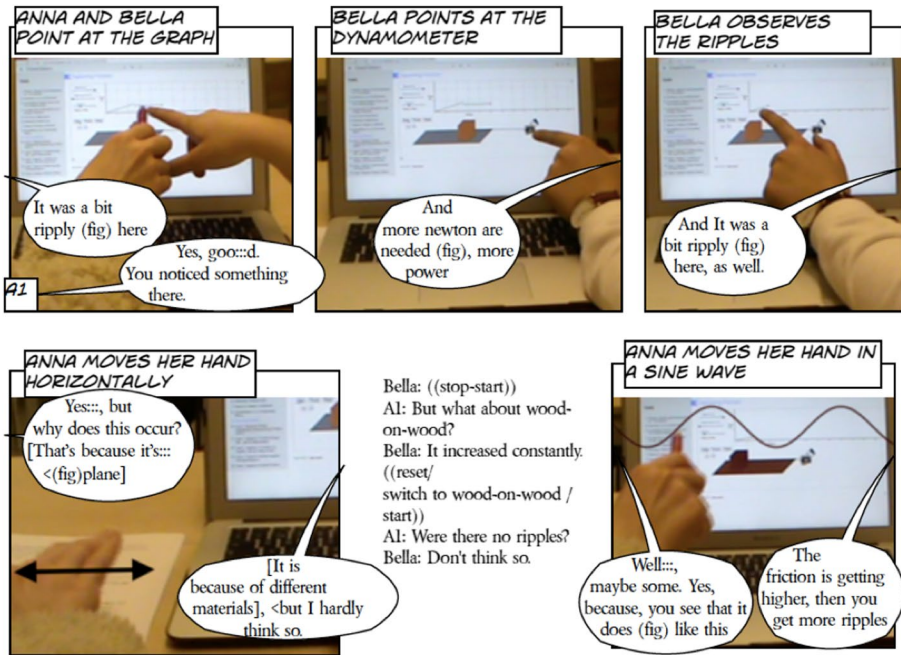 ANNA AND BELLA
POINT AT THE GRAPH
It was a bit
ripply (fig) here
Yes, goo:::d.
You noticed something
there.
A1
BELLA POINTS AT THE
DYNAMOMETER
And
more newton are
needed (fig), more
power
BELLA OBSERVES
THE RIPPLES
And It was a
bit ripply (fig)
here, as well.
ANNA MOVES HER HAND
HORIZONTALLY
Yes:::, but
why does this occur?
[That's because it's:::
<(fig)plane]
[It is
because of different
materials], <but I hardly
think so.
Bella: ((stop-start))
A1: But what about wood-
on-wood?
Bella: It increased constantly.
((reset/
switch to wood-on-wood /
start))
A1: Were there no ripples?
Bella: Don't think so.
ANNA MOVES HER HAND IN
A SINE WAVE
Well:::,
maybe some. Yes,
because, you see that it
does (fig) like this
The
friction is getting
higher, then you
get more ripples